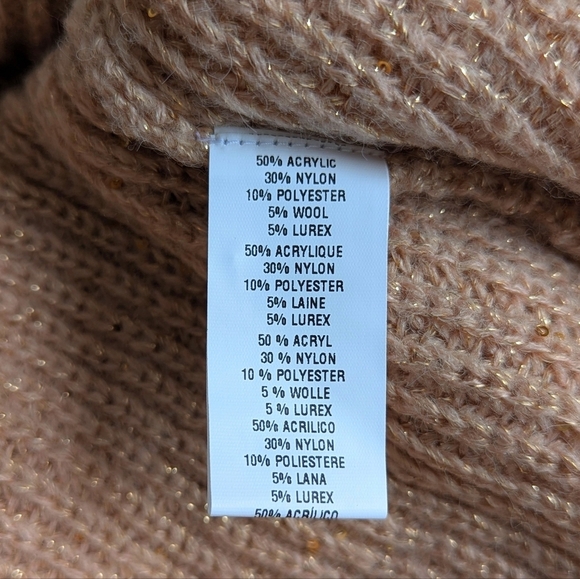 50% ACRYLIC
30% NYLON
10% POLYESTER
5% WOOL
5% LUREX
50% ACRYLIQUE
30% NYLON
10% POLYESTER
5% LAINE
5% LUREX
50 % ACRYL
30 % NYLON
10 % POLYESTER
5 % WOLLE
5 % LUREX
50% ACRILICO
30% NYLON
10% POLIESTERE
5% LANA
5% LUREX
50% ACRÍLICO